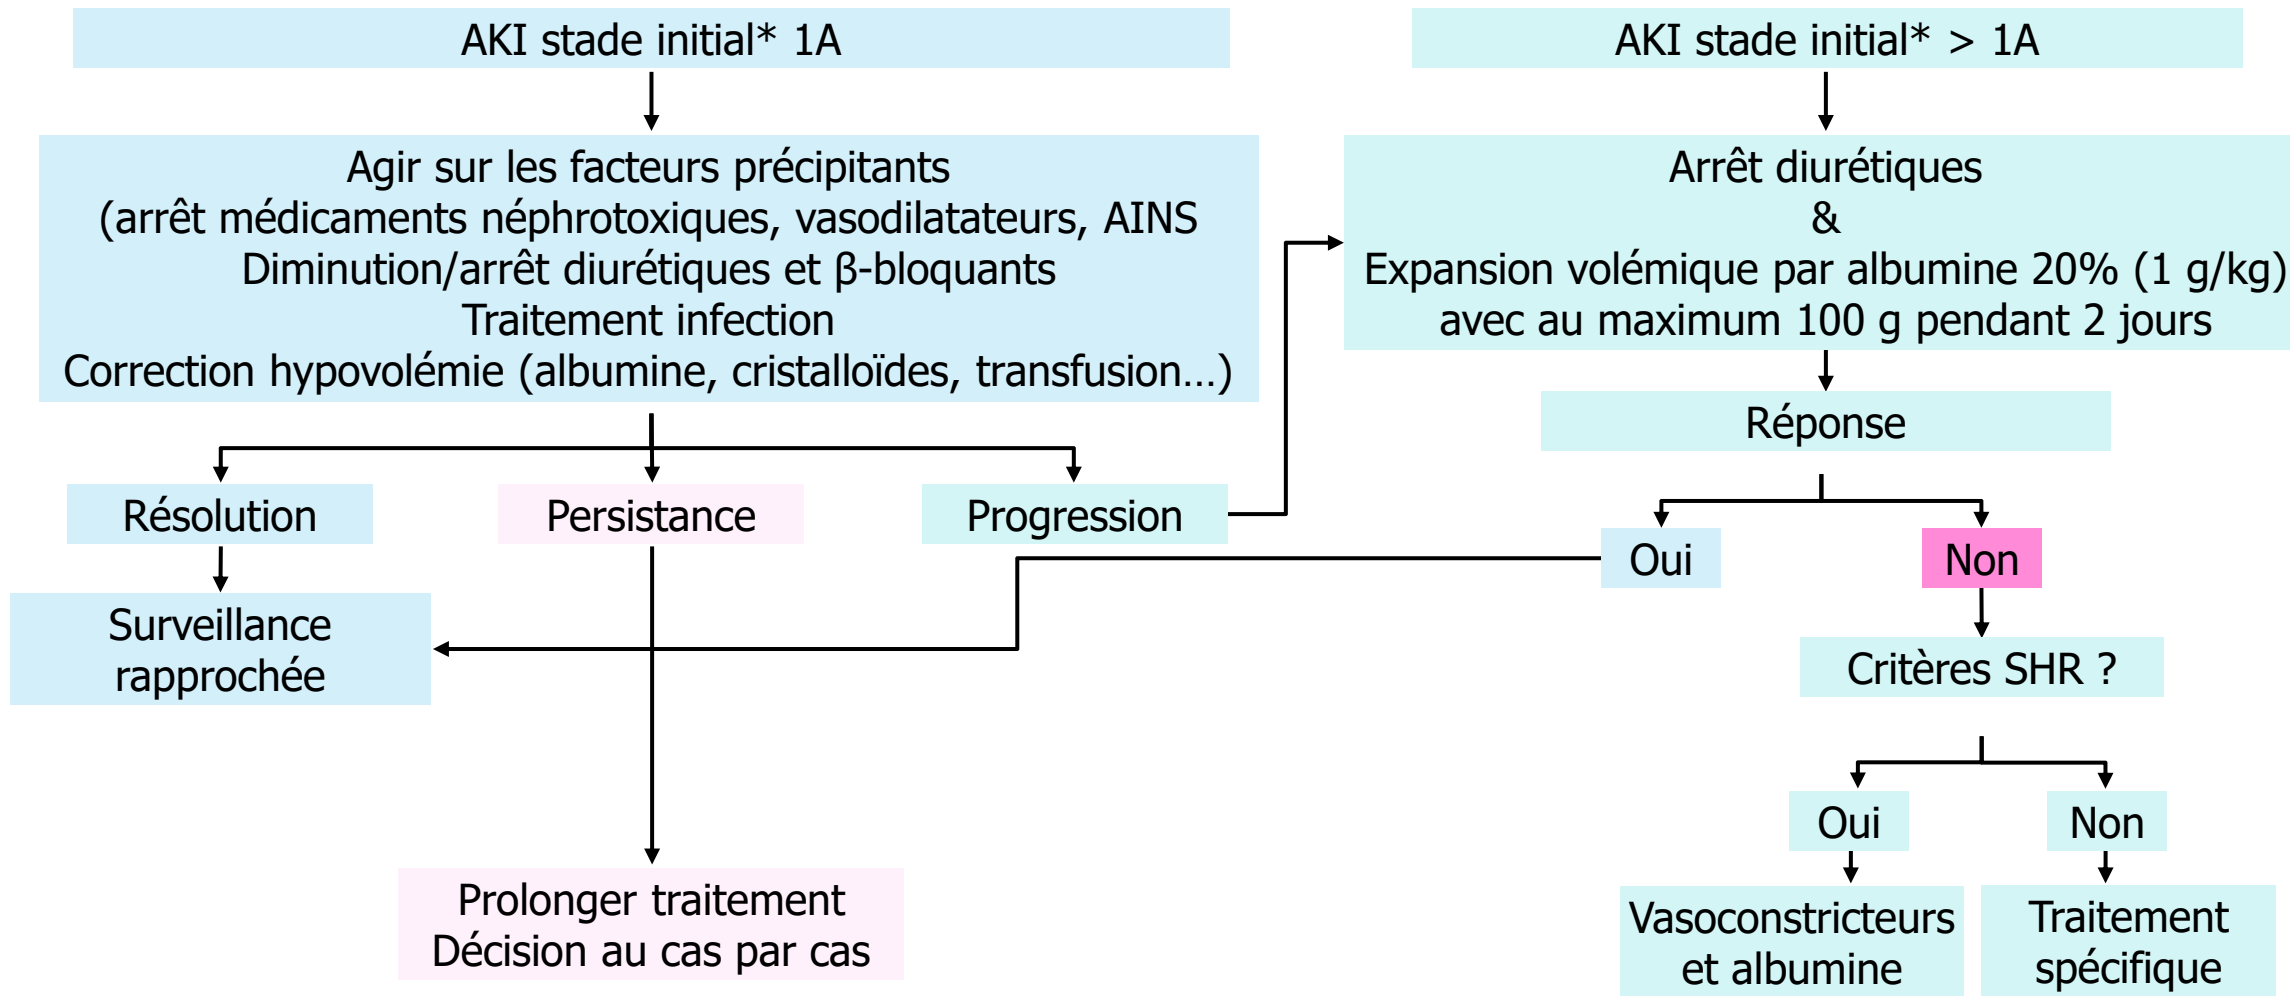 AKI stade initial* 1A
Agir sur les facteurs précipitants
(arrêt médicaments néphrotoxiques, vasodilatateurs, AINS
Diminution/arrêt diurétiques et β-bloquants
Traitement infection
Correction hypovolémie (albumine, cristalloïdes, transfusion…)
Résolution
Persistance
Progression
Surveillance
rapprochée
Prolonger traitement
Décision au cas par cas
AKI stade initial* > 1A
Arrêt diurétiques
&
Expansion volémique par albumine 20% (1 g/kg)
avec au maximum 100 g pendant 2 jours
Réponse
Oui
Non
Critères SHR ?
Oui
Non
Vasoconstricteurs
et albumine
Traitement
spécifique